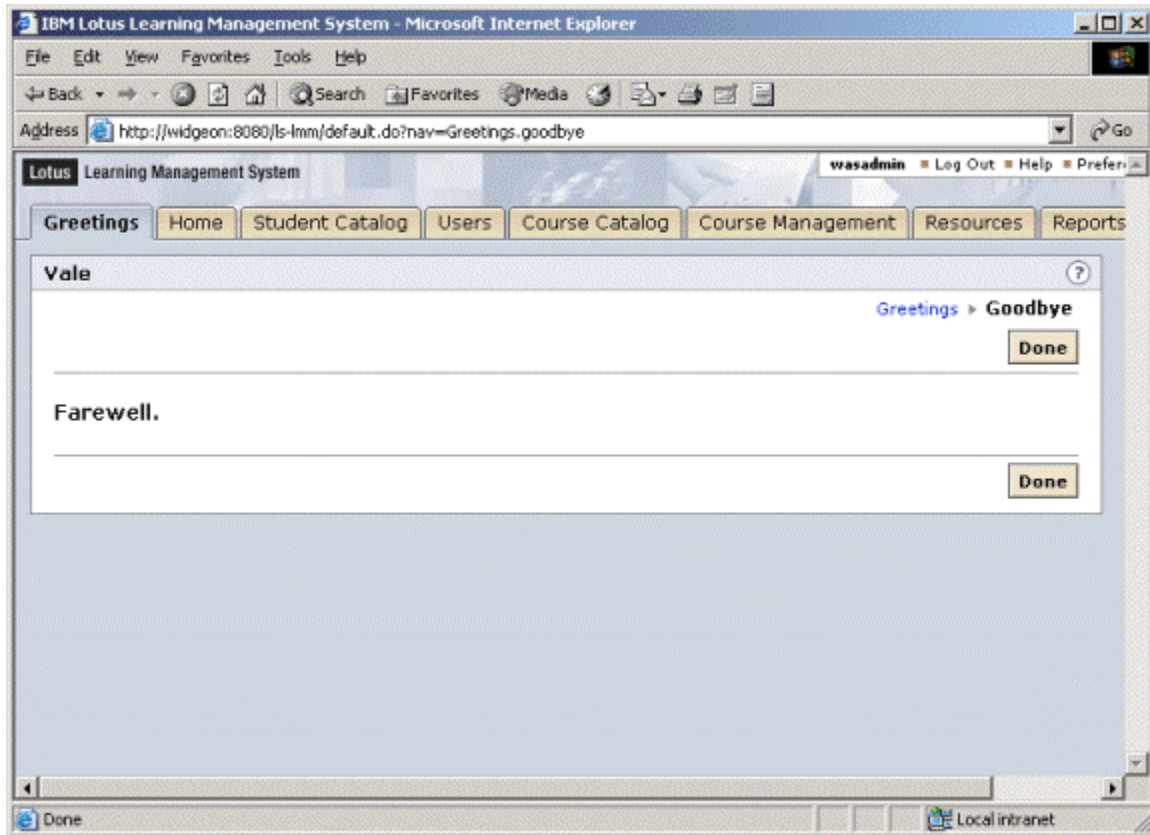 IBM Lotus Learning Management System - Microsoft Internet Explorer
File Edit View Favorites Tools Help
Back Search Favorites Media
Address http://widgeon:8080/ls-lmm/default.do?nav=Greetings.goodbye Go
Lotus Learning Management System wasadmin Log Out Help Prefer
Greetings Home Student Catalog Users Course Catalog Course Management Resources Reports
Vale ?
Greetings Goodbye
Done
Farewell.
Done
Done Local intranet